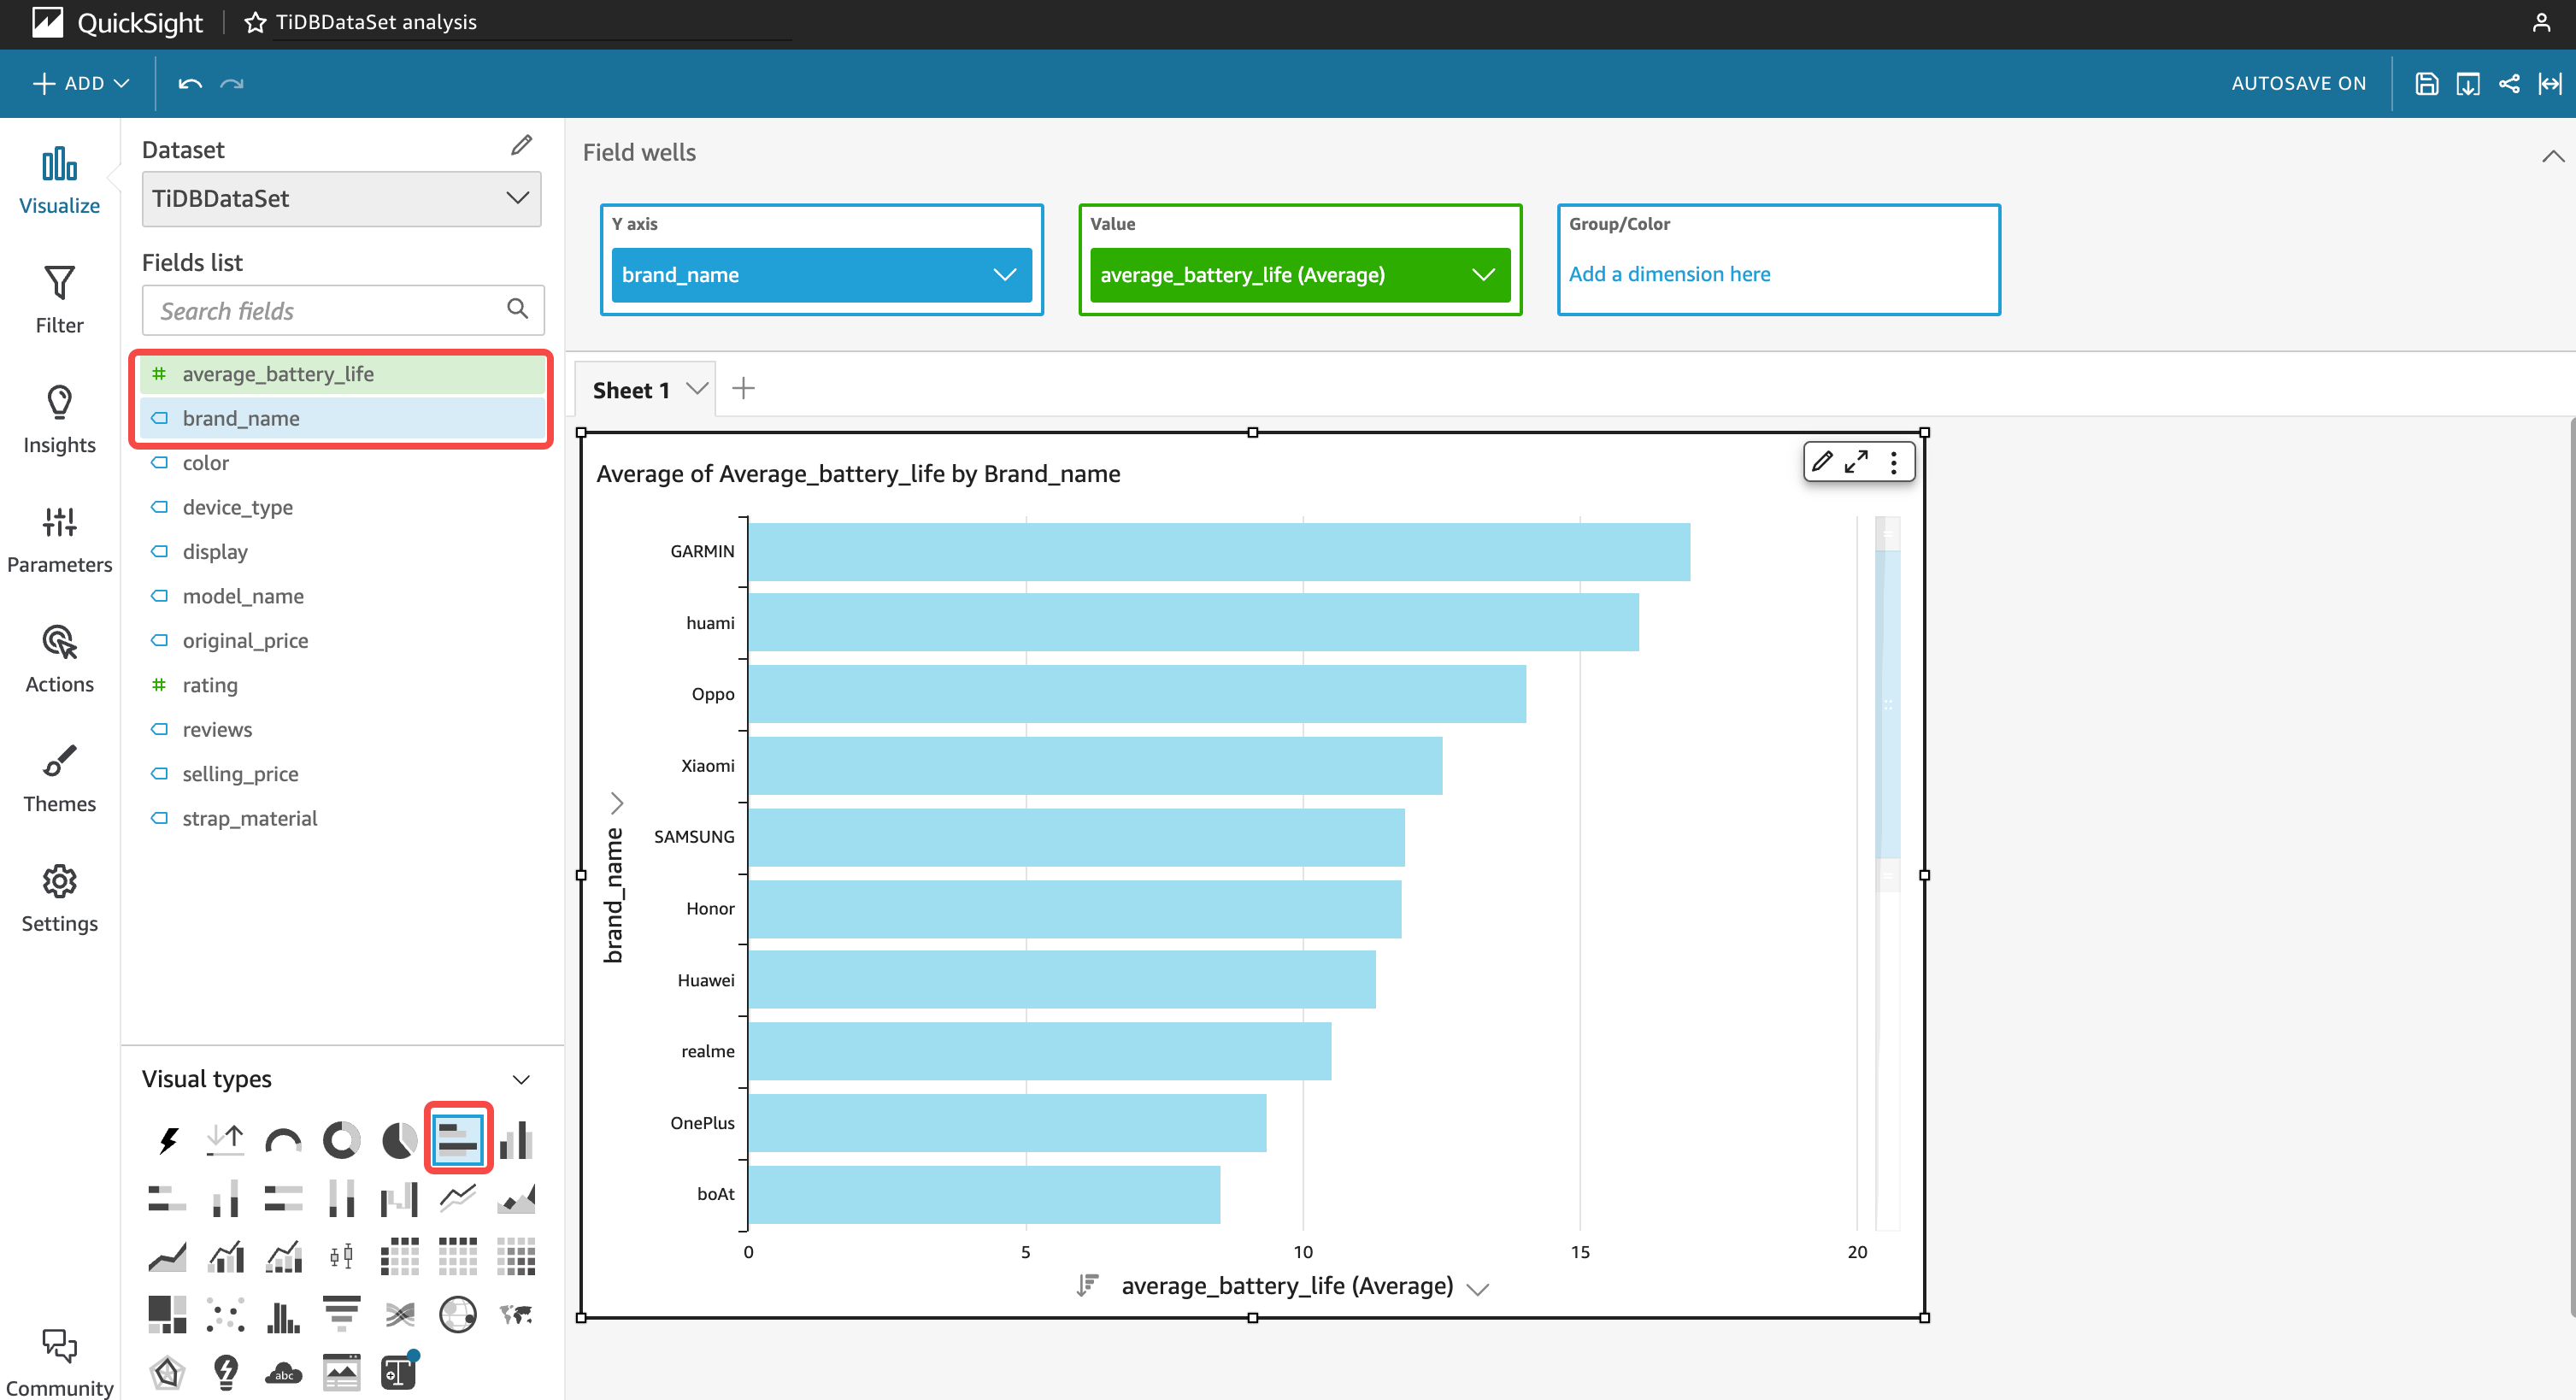 QuickSight
TiDBDataSet analysis
ADD
AUTOSAVE ON
Visualize
Filter
Insights
Parameters
Actions
Themes
Settings
Community
Dataset
TiDBDataSet
Fields list
Search fields
average_battery_life
brand_name
color
device_type
display
model_name
original_price
rating
reviews
selling_price
strap_material
Visual types
abc
Field wells
Y axis
brand_name
Value
average_battery_life (Average)
Group/Color
Add a dimension here
Sheet 1
Average of Average_battery_life by Brand_name
brand_name
GARMIN
huami
Oppo
Xiaomi
SAMSUNG
Honor
Huawei
realme
OnePlus
boAt
0 5 10 15 20
average_battery_life (Average)